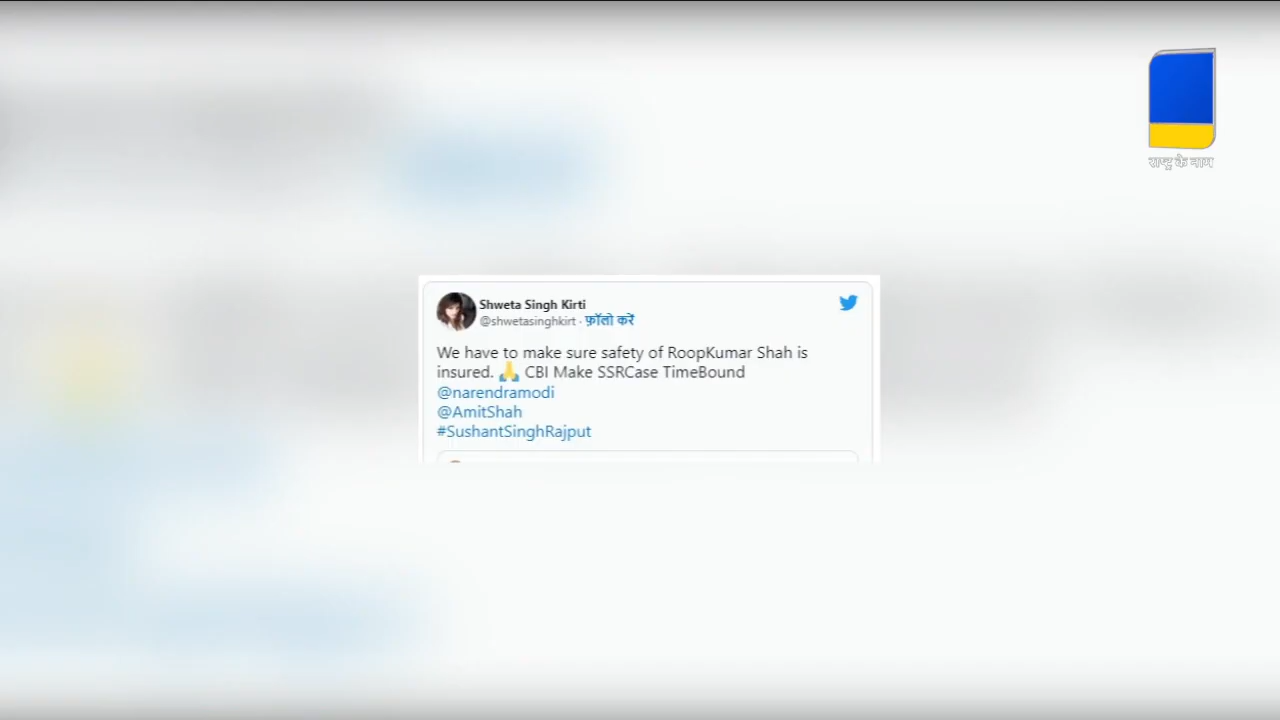 राष्ट्र के नाम
Shweta Singh Kirti
@shwetasinghkirt · फ़ॉलो करें
We have to make sure safety of RoopKumar Shah is
insured. 🙏 CBI Make SSRCase TimeBound
@narendramodi
@AmitShah
#SushantSinghRajput